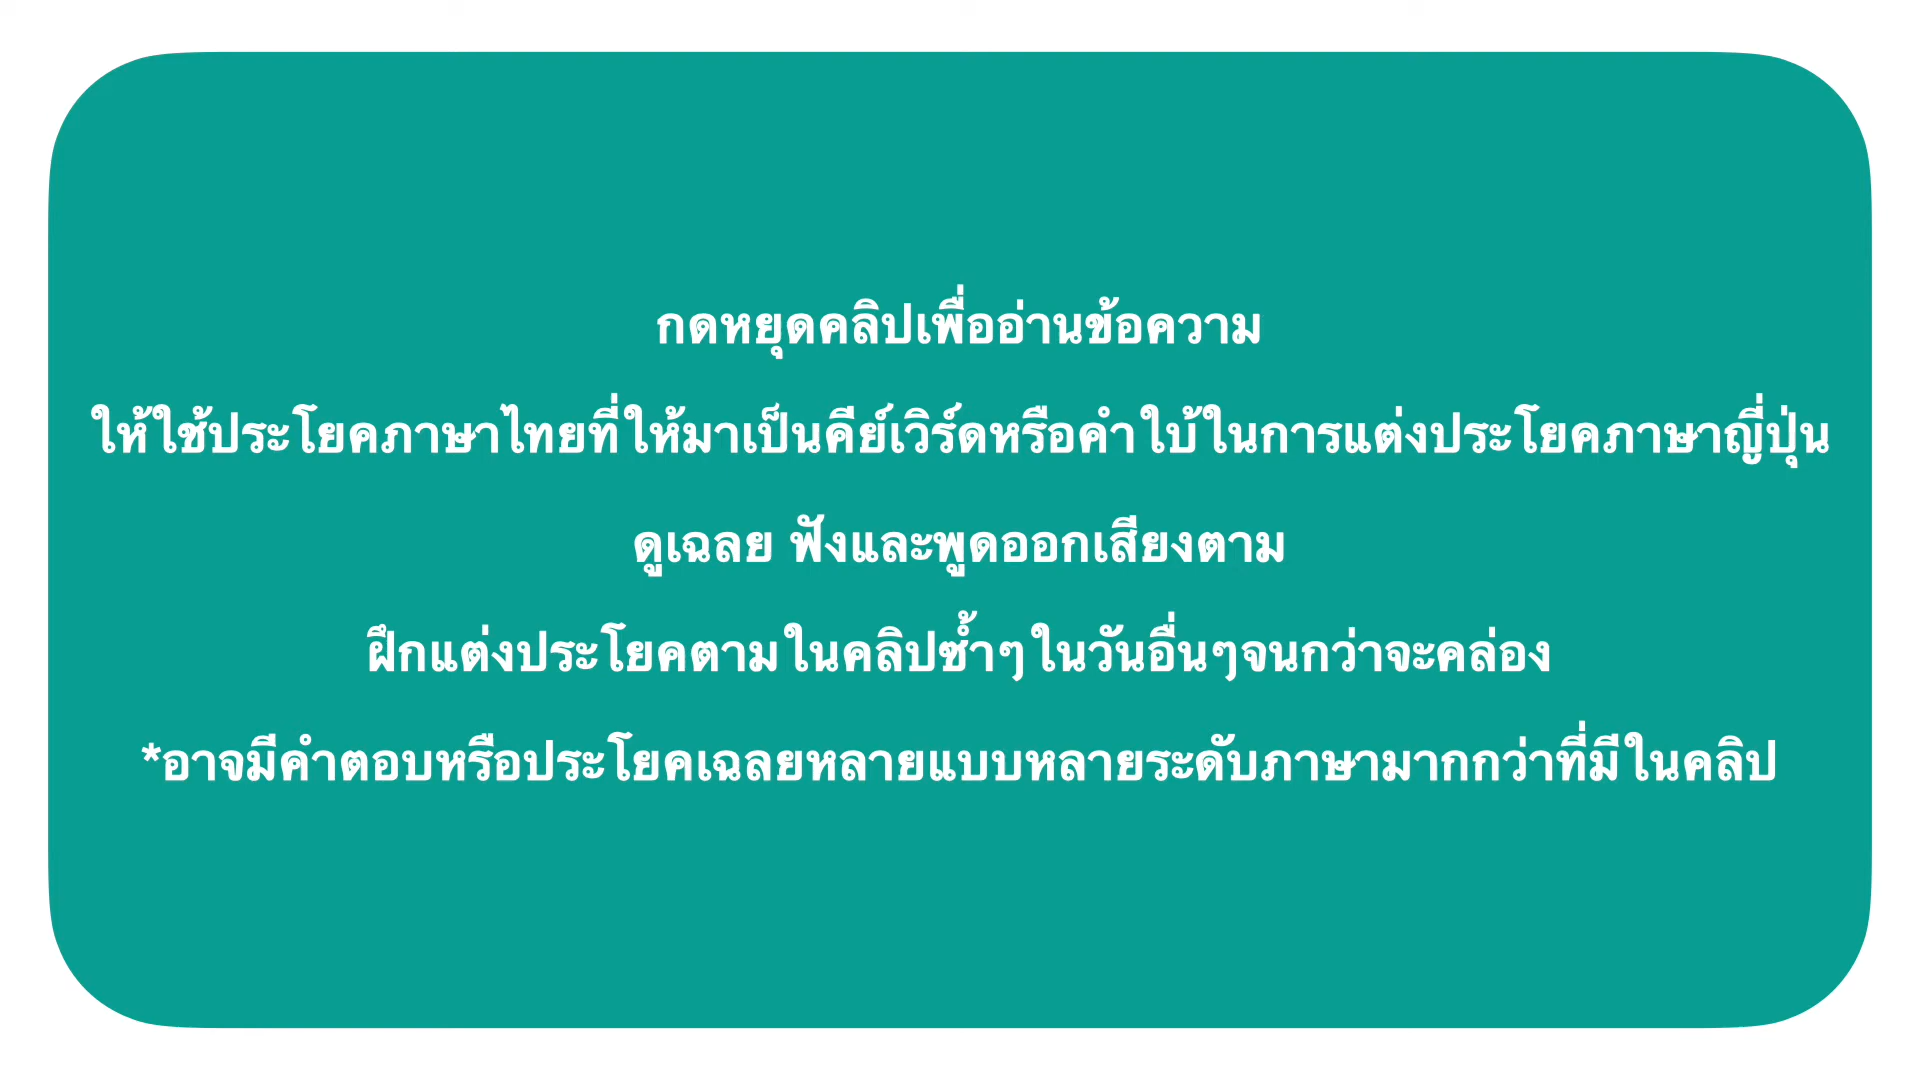 กดหยุดคลิปเพื่ออ่านข้อความ
ให้ใช้ประโยคภาษาไทยที่ให้มาเป็นคีย์เวิร์ดหรือคำใบ้ในการแต่งประโยคภาษาญี่ปุ่น
ดูเฉลย ฟังและพูดออกเสียงตาม
ฝึกแต่งประโยคตามในคลิปซ้ำๆในวันอื่นๆจนกว่าจะคล่อง
*อาจมีคำตอบหรือประโยคเฉลยหลายแบบหลายระดับภาษามากกว่าที่มีในคลิป